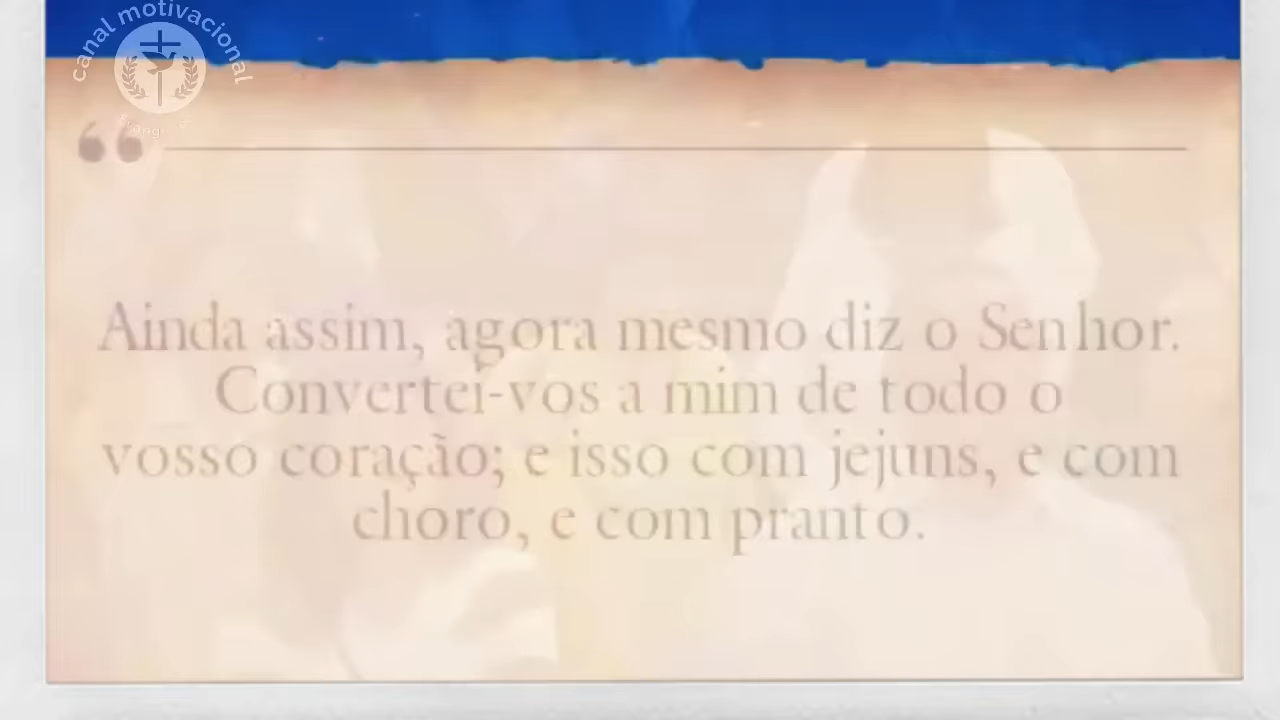 canal motivacional
Ainda assim, agora mesmo diz o Senhor.
Convertei-vos a mim de todo o
vosso coração; e isso com jejuns, e com
choro, e com pranto.